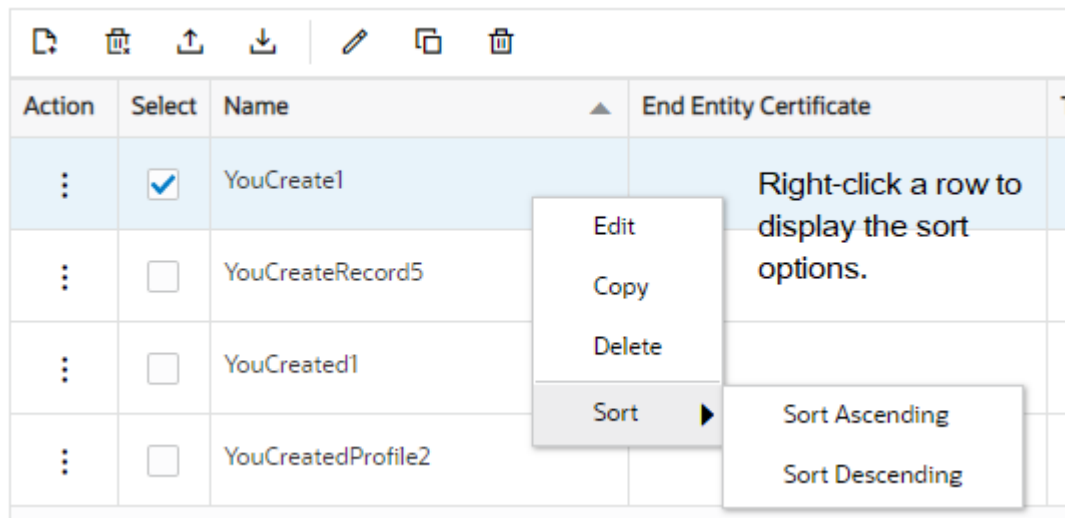 Action Select Name End Entity Certificate
YouCreate1
Right-click a row to
display the sort
options.
Edit
YouCreateRecord5
Copy
Delete
YouCreated1
Sort
Sort Ascending
YouCreatedProfile2
Sort Descending